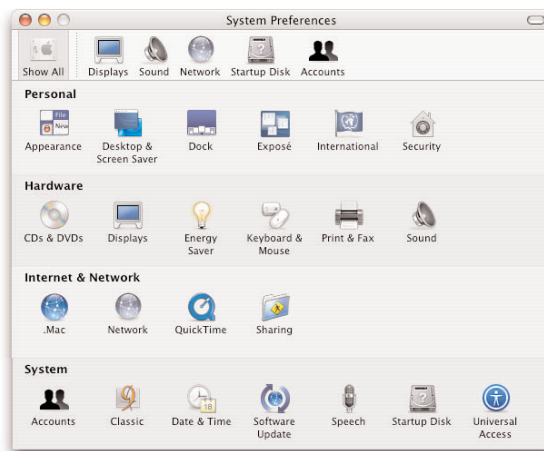 System Preferences
Show All Displays Sound Network Startup Disk Accounts
Personal
File
New
Appearance Desktop & Screen Saver Dock Exposé International Security
Hardware
CDs & DVDs Displays Energy Saver Keyboard & Mouse Print & Fax Sound
Internet & Network
.Mac Network QuickTime Sharing
System
18
Accounts Classic Date & Time Software Update Speech Startup Disk Universal Access